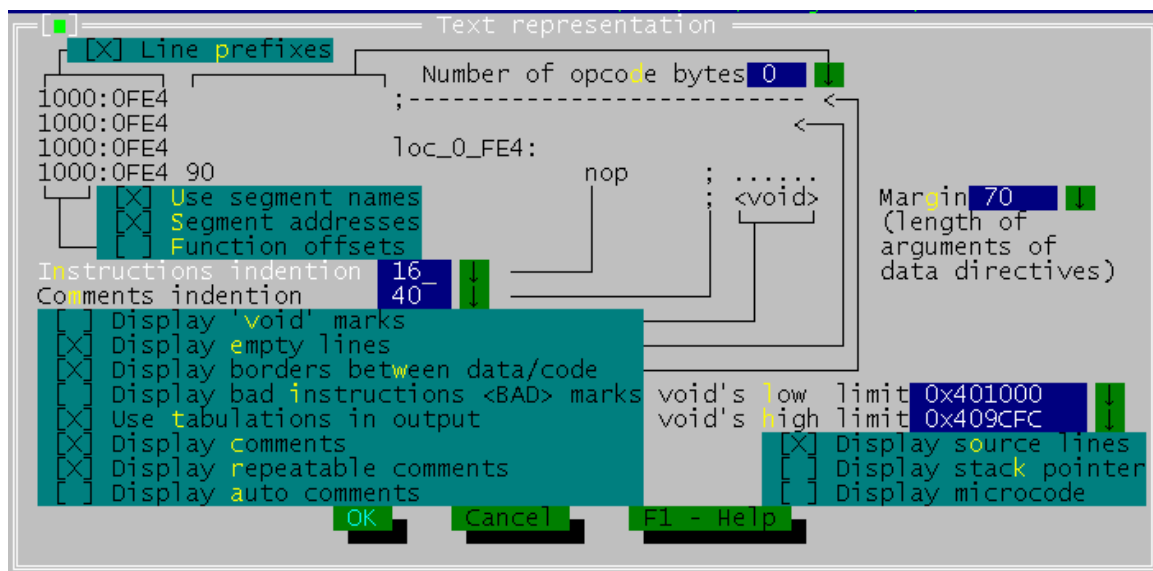 [■] Text representation
[X] Line prefixes
Number of opcode bytes 0 ↓
1000:0FE4 ;---------------------------- <
1000:0FE4 <
1000:0FE4 loc_0_FE4:
1000:0FE4 90 nop ; ......
[X] Use segment names ; <void> Margin 70 ↓
[X] Segment addresses (length of
[ ] Function offsets arguments of
Instructions indention 16_ ↓ data directives)
Comments indention 40 ↓
[ ] Display 'void' marks
[X] Display empty lines
[X] Display borders between data/code
[ ] Display bad instructions <BAD> marks void's low limit 0x401000 ↓
[X] Use tabulations in output void's high limit 0x409CFC ↓
[X] Display comments [X] Display source lines
[X] Display repeatable comments [ ] Display stack pointer
[ ] Display auto comments [ ] Display microcode
OK Cancel F1 - Help